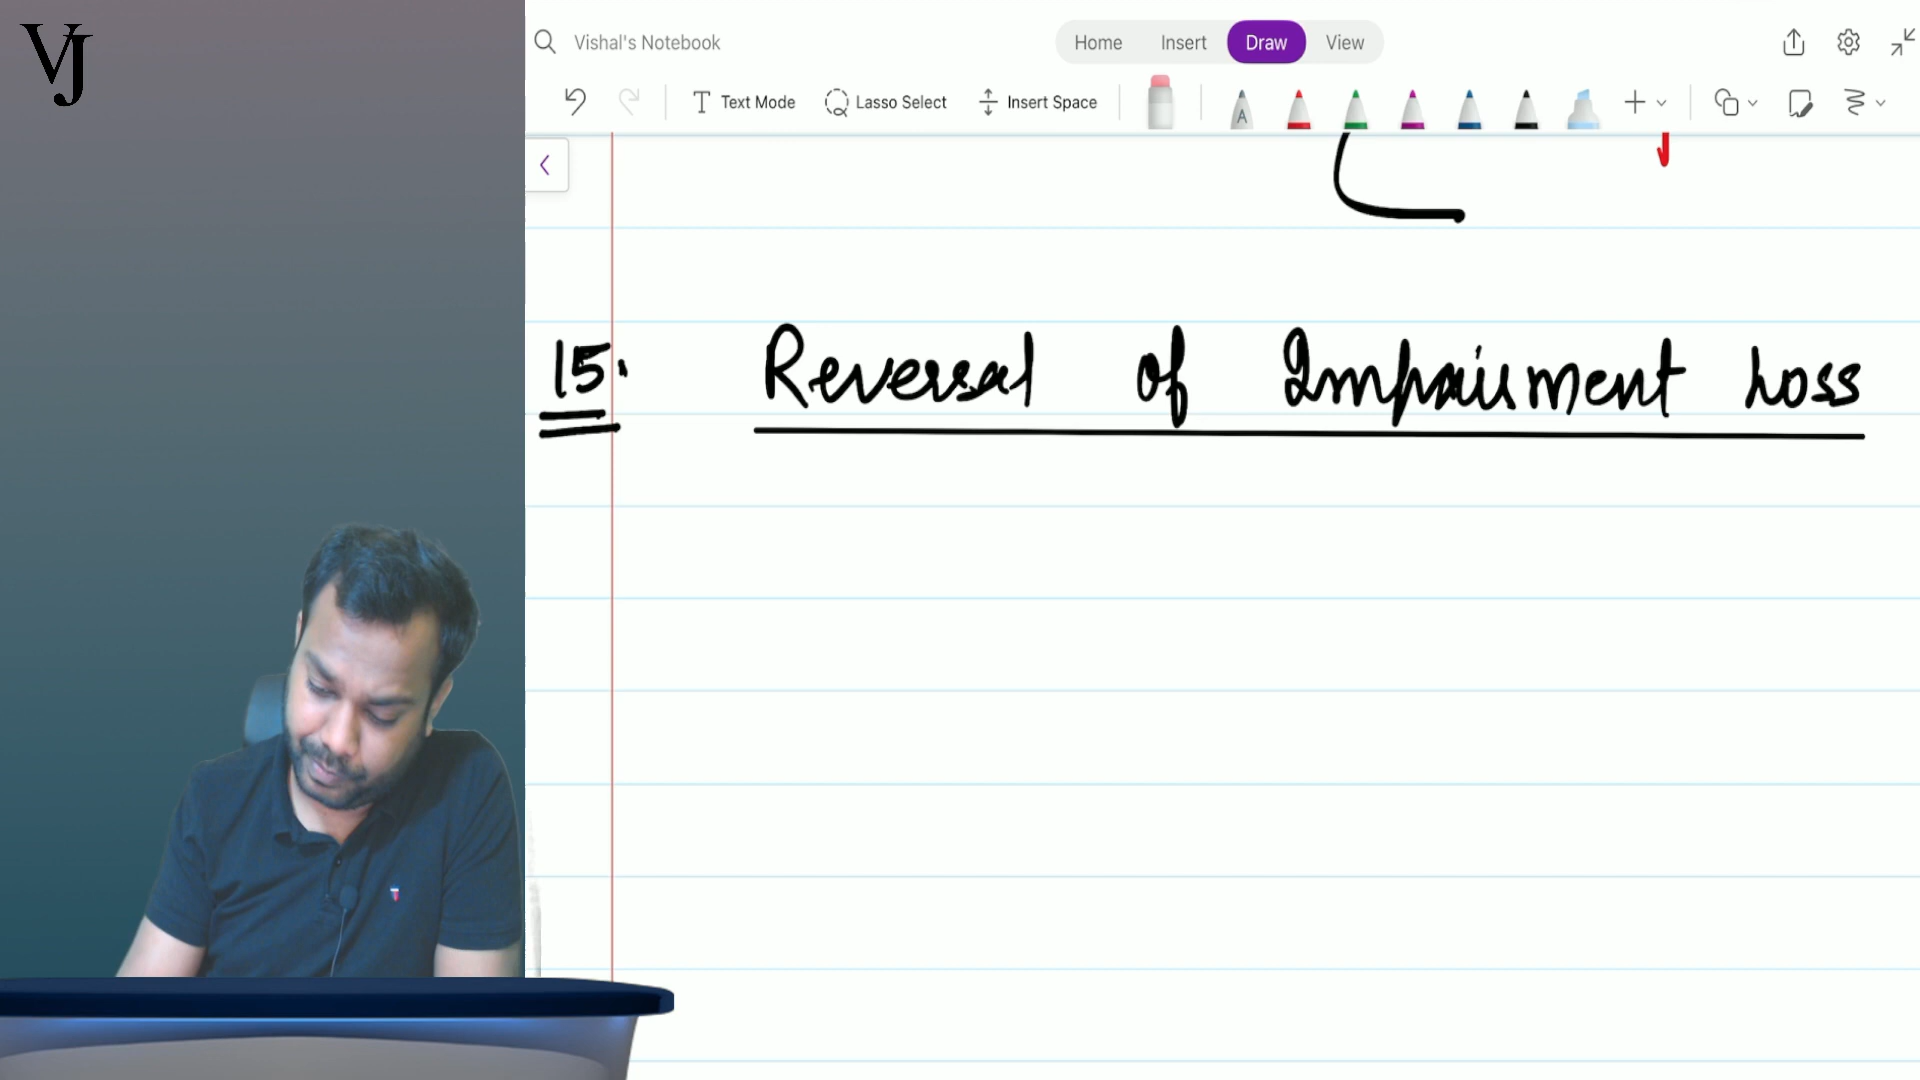 VJ
Vishal's Notebook
Home Insert Draw View
Text Mode Lasso Select Insert Space
A
15. Reversal of Impairment Loss